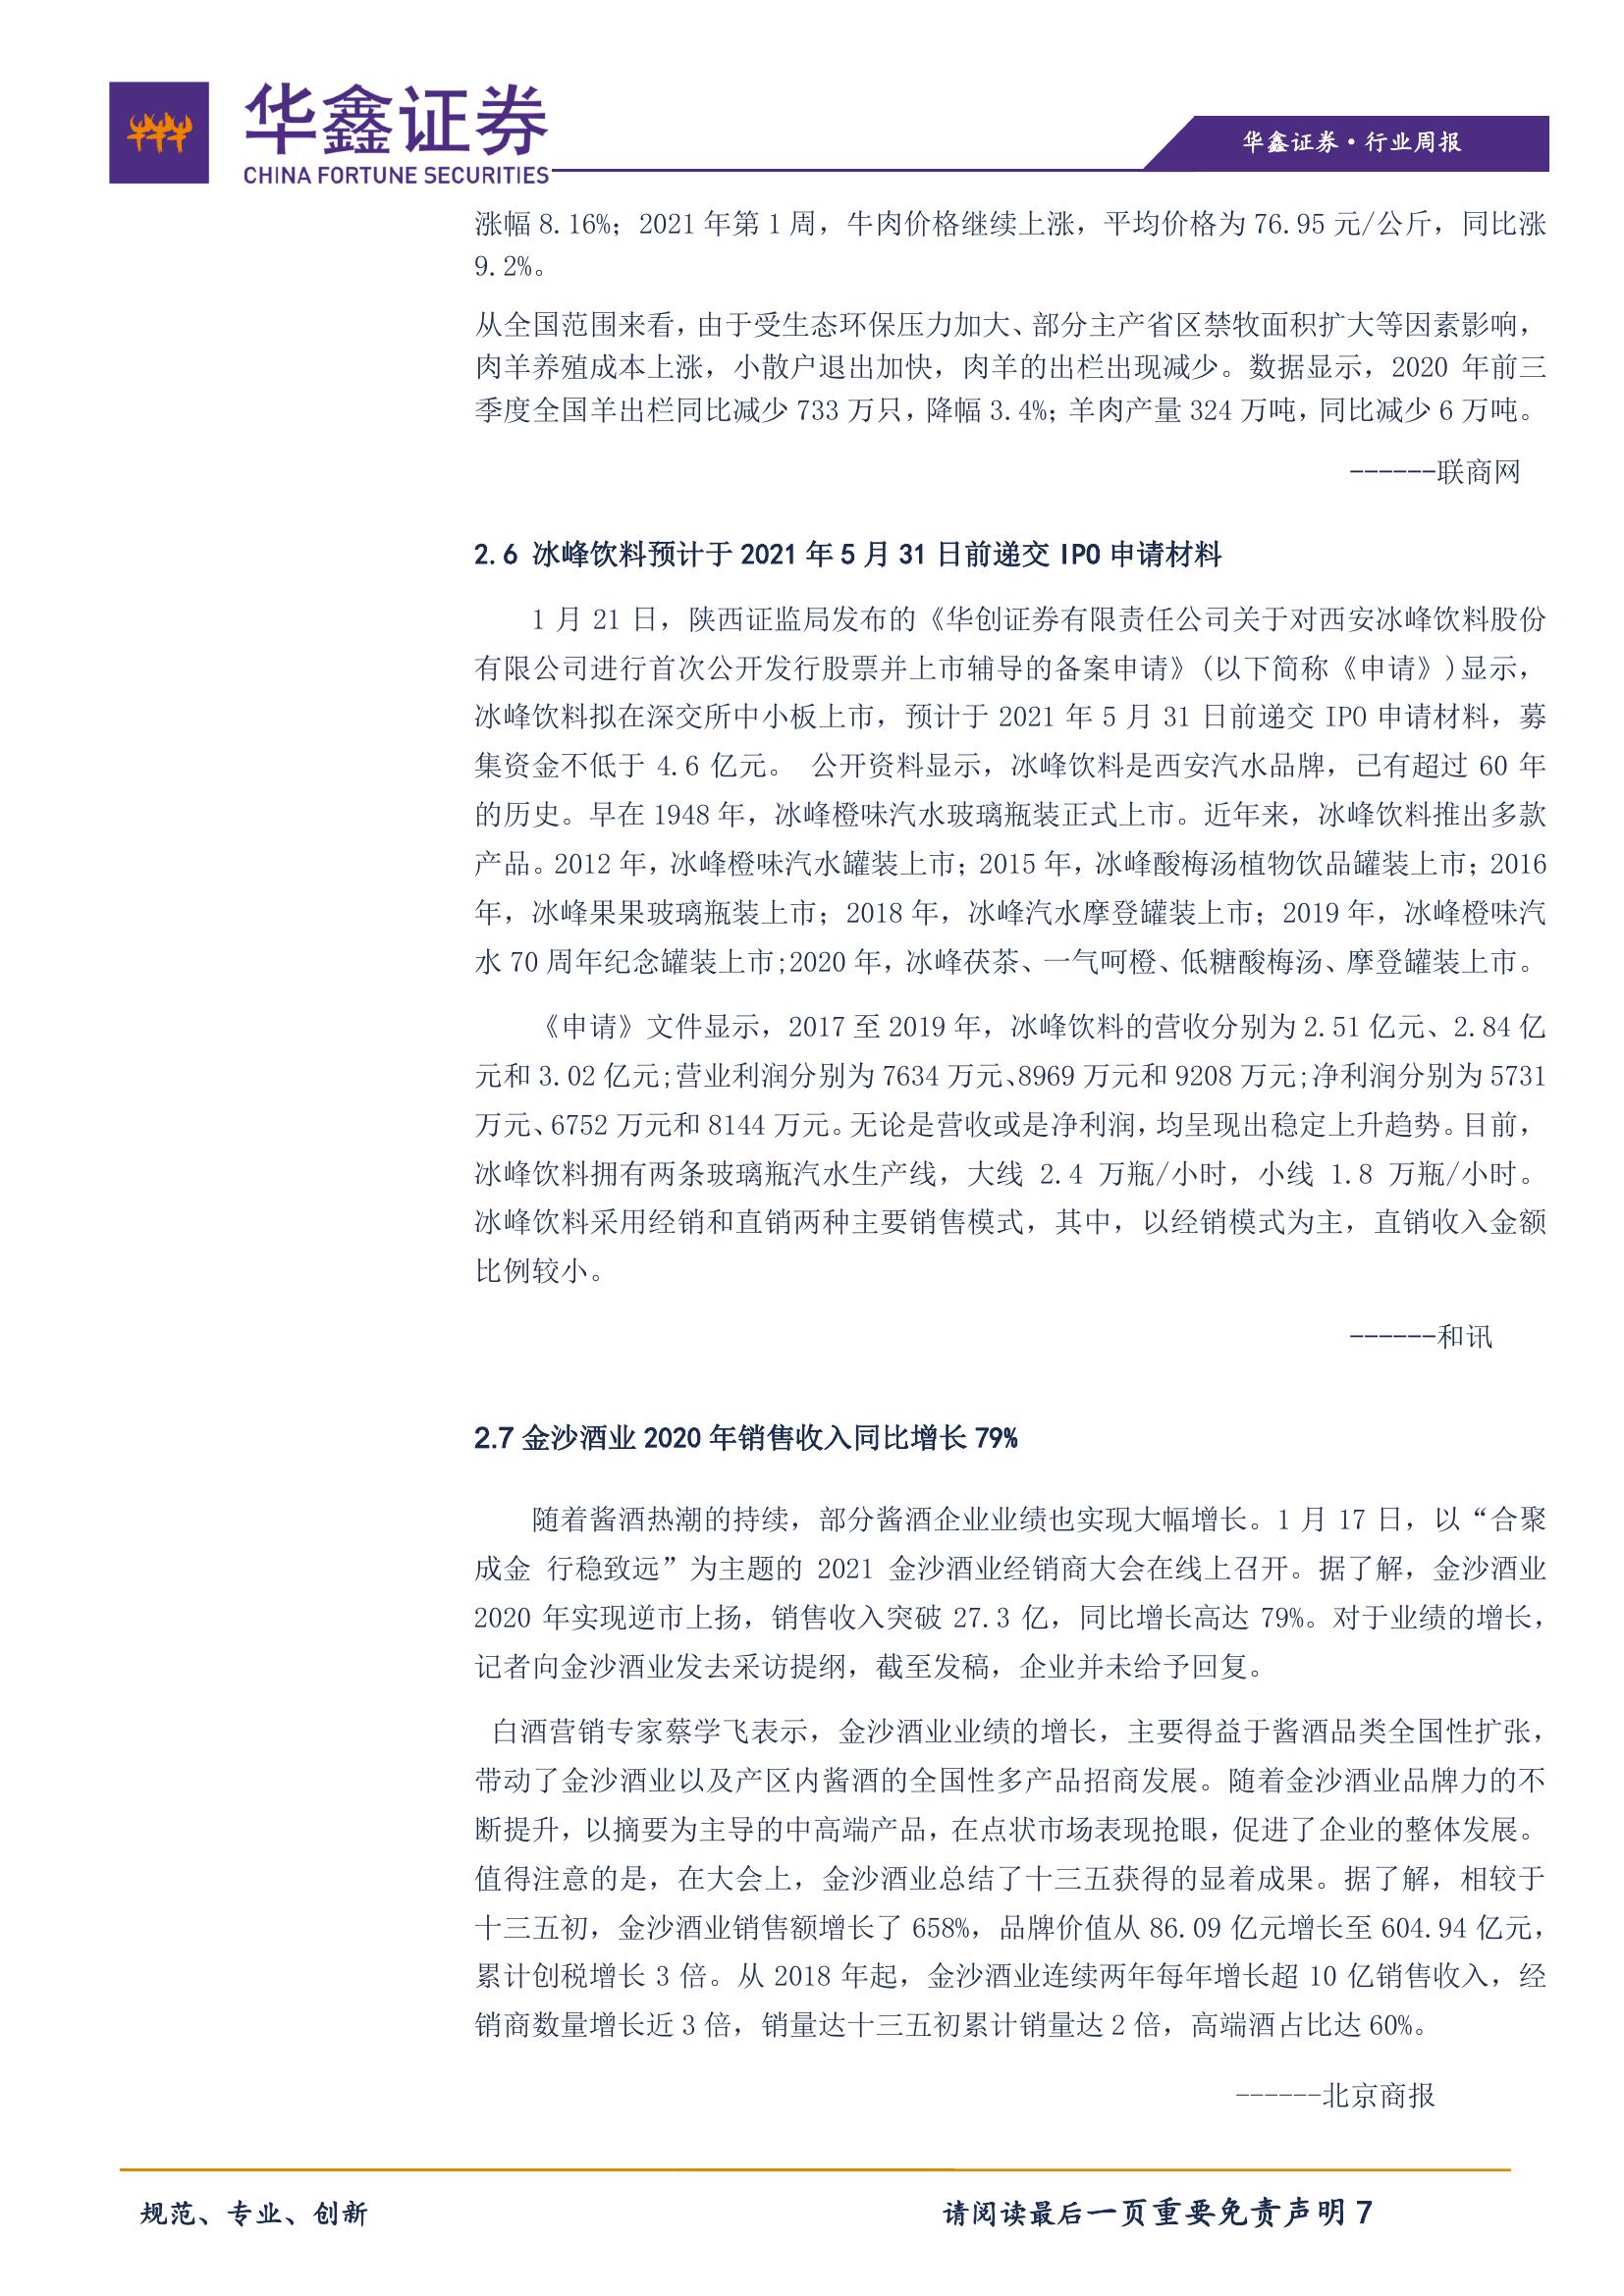 华鑫证券
CHINA FORTUNE SECURITIES
华鑫证券·行业周报
涨幅 8.16%；2021 年第 1 周，牛肉价格继续上涨，平均价格为 76.95 元/公斤，同比涨
9.2%。
从全国范围来看，由于受生态环保压力加大、部分主产省区禁牧面积扩大等因素影响，
肉羊养殖成本上涨，小散户退出加快，肉羊的出栏出现减少。数据显示，2020 年前三
季度全国羊出栏同比减少 733 万只，降幅 3.4%；羊肉产量 324 万吨，同比减少 6 万吨。
------联商网
2.6 冰峰饮料预计于 2021 年 5 月 31 日前递交 IPO 申请材料
1 月 21 日，陕西证监局发布的《华创证券有限责任公司关于对西安冰峰饮料股份
有限公司进行首次公开发行股票并上市辅导的备案申请》(以下简称《申请》)显示，
冰峰饮料拟在深交所中小板上市，预计于 2021 年 5 月 31 日前递交 IPO 申请材料，募
集资金不低于 4.6 亿元。 公开资料显示，冰峰饮料是西安汽水品牌，已有超过 60 年
的历史。早在 1948 年，冰峰橙味汽水玻璃瓶装正式上市。近年来，冰峰饮料推出多款
产品。2012 年，冰峰橙味汽水罐装上市；2015 年，冰峰酸梅汤植物饮品罐装上市；2016
年，冰峰果果玻璃瓶装上市；2018 年，冰峰汽水摩登罐装上市；2019 年，冰峰橙味汽
水 70 周年纪念罐装上市;2020 年，冰峰茯茶、一气呵橙、低糖酸梅汤、摩登罐装上市。
《申请》文件显示，2017 至 2019 年，冰峰饮料的营收分别为 2.51 亿元、2.84 亿
元和 3.02 亿元;营业利润分别为 7634 万元、8969 万元和 9208 万元;净利润分别为 5731
万元、6752 万元和 8144 万元。无论是营收或是净利润，均呈现出稳定上升趋势。目前，
冰峰饮料拥有两条玻璃瓶汽水生产线，大线 2.4 万瓶/小时，小线 1.8 万瓶/小时。
冰峰饮料采用经销和直销两种主要销售模式，其中，以经销模式为主，直销收入金额
比例较小。
------和讯
2.7 金沙酒业 2020 年销售收入同比增长 79%
随着酱酒热潮的持续，部分酱酒企业业绩也实现大幅增长。1 月 17 日，以“合聚
成金 行稳致远”为主题的 2021 金沙酒业经销商大会在线上召开。据了解，金沙酒业
2020 年实现逆市上扬，销售收入突破 27.3 亿，同比增长高达 79%。对于业绩的增长，
记者向金沙酒业发去采访提纲，截至发稿，企业并未给予回复。
白酒营销专家蔡学飞表示，金沙酒业业绩的增长，主要得益于酱酒品类全国性扩张，
带动了金沙酒业以及产区内酱酒的全国性多产品招商发展。随着金沙酒业品牌力的不
断提升，以摘要为主导的中高端产品，在点状市场表现抢眼，促进了企业的整体发展。
值得注意的是，在大会上，金沙酒业总结了十三五获得的显着成果。据了解，相较于
十三五初，金沙酒业销售额增长了 658%，品牌价值从 86.09 亿元增长至 604.94 亿元，
累计创税增长 3 倍。从 2018 年起，金沙酒业连续两年每年增长超 10 亿销售收入，经
销商数量增长近 3 倍，销量达十三五初累计销量达 2 倍，高端酒占比达 60%。
------北京商报
规范、专业、创新
请阅读最后一页重要免责声明 7